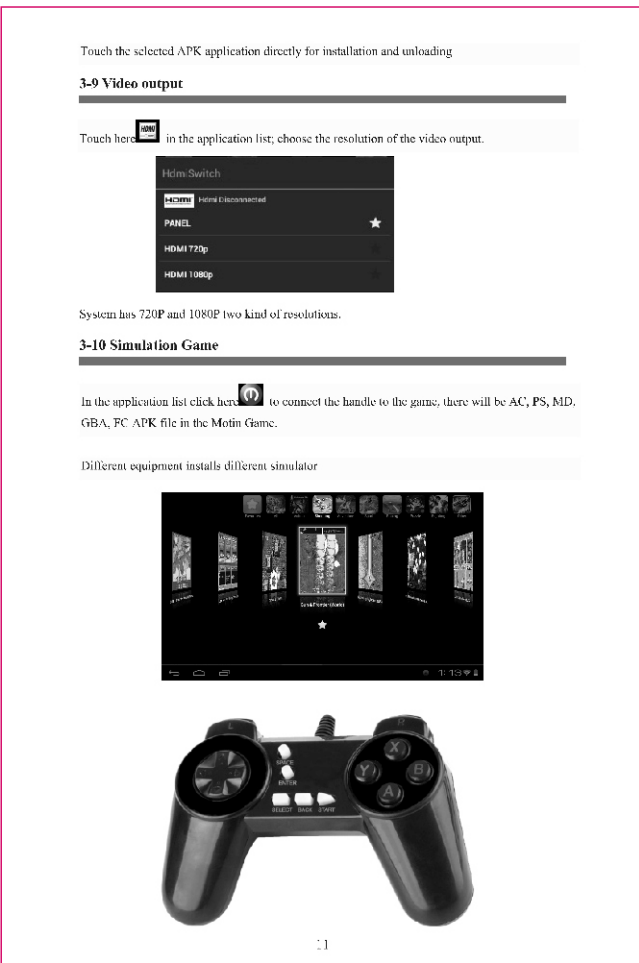 Touch the selected APK application directly for installation and unloading
3-9 Video output
Touch here HDMI in the application list; choose the resolution of the video output.
HdmiSwitch
HDMI Hdmi Disconnected
PANEL
HDMI 720p
HDMI 1080p
System has 720P and 1080P two kind of resolutions.
3-10 Simulation Game
In the application list click here to connect the handle to the game, there will be AC, PS, MD,
GBA, FC APK file in the Motin Game.
Different equipment installs different simulator
1:13
L R
X
Y B
A
SPACE
ENTER
SELECT BACK START
11